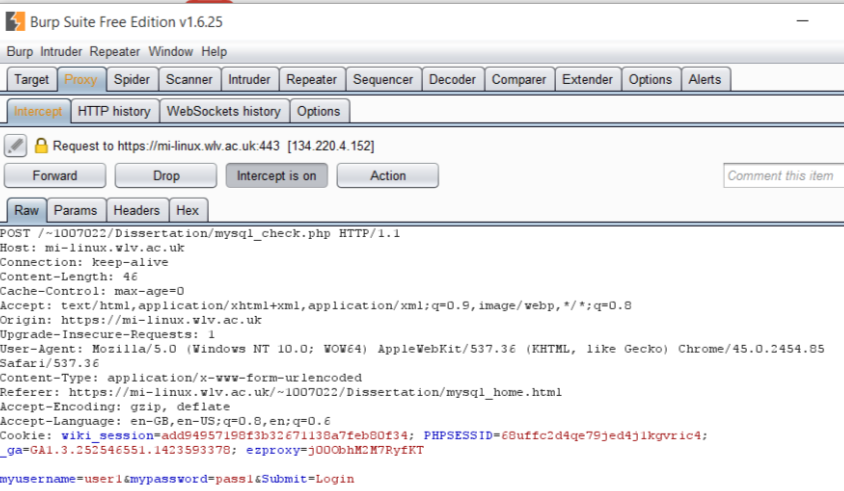 Burp Suite Free Edition v1.6.25
Burp Intruder Repeater Window Help
Target Proxy Spider Scanner Intruder Repeater Sequencer Decoder Comparer Extender Options Alerts
Intercept HTTP history WebSockets history Options
Request to https://mi-linux.wlv.ac.uk:443 [134.220.4.152]
Forward Drop Intercept is on Action Comment this item
Raw Params Headers Hex
POST /~1007022/Dissertation/mysql_check.php HTTP/1.1
Host: mi-linux.wlv.ac.uk
Connection: keep-alive
Content-Length: 46
Cache-Control: max-age=0
Accept: text/html,application/xhtml+xml,application/xml;q=0.9,image/webp,*/*;q=0.8
Origin: https://mi-linux.wlv.ac.uk
Upgrade-Insecure-Requests: 1
User-Agent: Mozilla/5.0 (Windows NT 10.0; WOW64) AppleWebKit/537.36 (KHTML, like Gecko) Chrome/45.0.2454.85
Safari/537.36
Content-Type: application/x-www-form-urlencoded
Referer: https://mi-linux.wlv.ac.uk/~1007022/Dissertation/mysql_home.html
Accept-Encoding: gzip, deflate
Accept-Language: en-GB,en-US;q=0.8,en;q=0.6
Cookie: wiki_session=add94957198f3b32671138a7feb80f34; PHPSESSID=68uffc2d4qe79jed4j1kgvric4;
_ga=GA1.3.252546551.1423593378; ezproxy=jOOObhM2M7RyfKT
myusername=user1&mypassword=pass1&Submit=Login